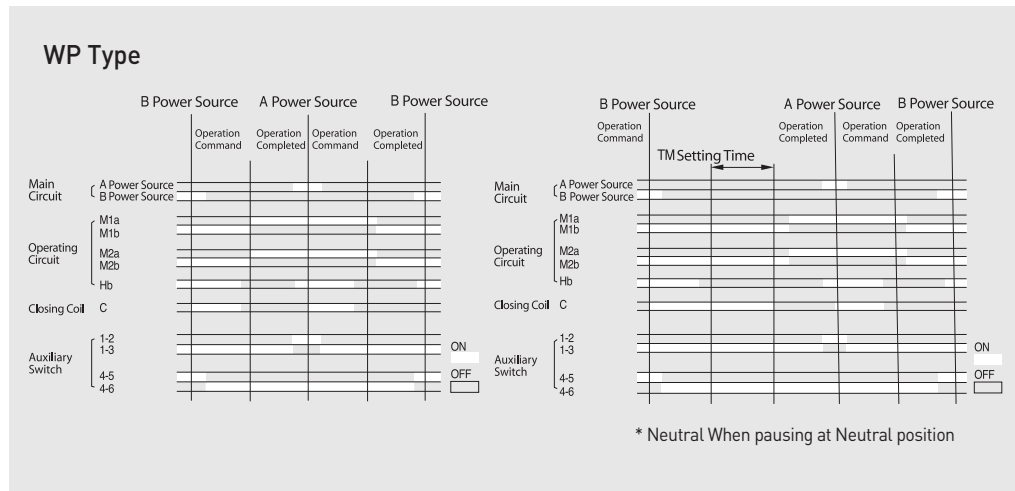 WP Type
B Power Source A Power Source B Power Source
Operation Command
Operation Completed
Operation Command
Operation Completed
Main Circuit
A Power Source
B Power Source
Operating Circuit
M1a
M1b
M2a
M2b
Hb
Closing Coil C
Auxiliary Switch
1-2
1-3
4-5
4-6
ON
OFF
B Power Source A Power Source B Power Source
Operation Command
Operation Completed
Operation Command
Operation Completed
TM Setting Time
Main Circuit
A Power Source
B Power Source
Operating Circuit
M1a
M1b
M2a
M2b
Hb
Closing Coil C
Auxiliary Switch
1-2
1-3
4-5
4-6
ON
OFF
* Neutral When pausing at Neutral position